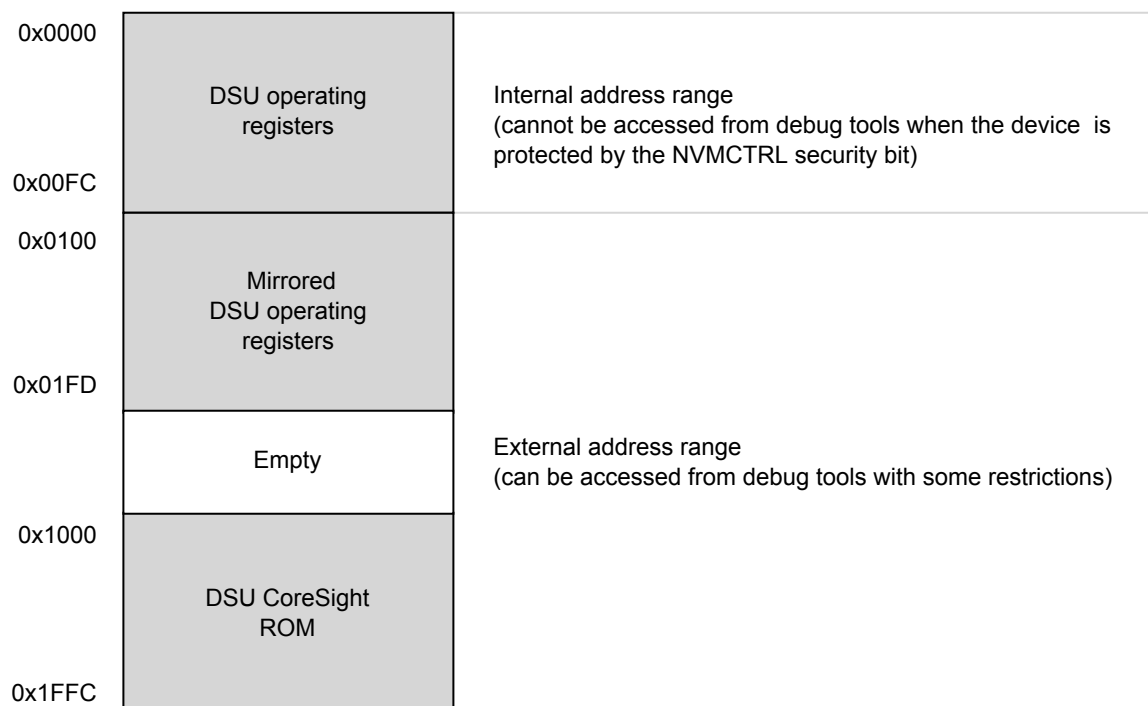 0x0000
DSU operating
registers
Internal address range
(cannot be accessed from debug tools when the device is
protected by the NVMCTRL security bit)
0x00FC
0x0100
Mirrored
DSU operating
registers
0x01FD
Empty
External address range
(can be accessed from debug tools with some restrictions)
0x1000
DSU CoreSight
ROM
0x1FFC